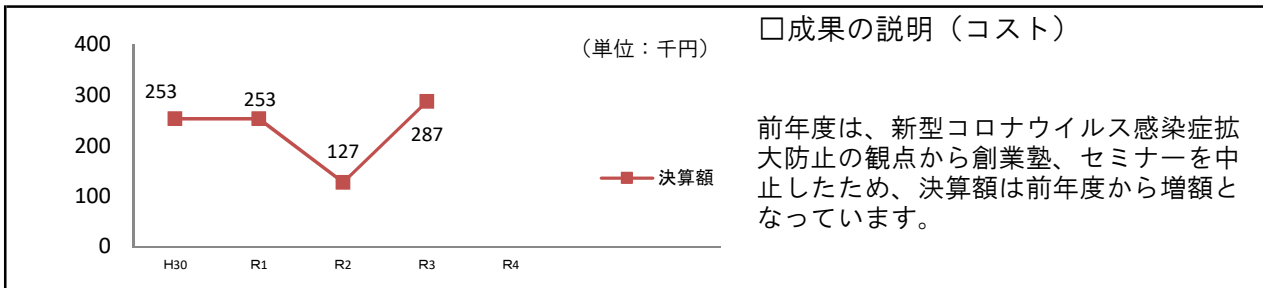 400
(単位：千円)
300
253
253
287
200
127
決算額
100
0
H30
R1
R2
R3
R4
□成果の説明（コスト）
前年度は、新型コロナウイルス感染症拡
大防止の観点から創業塾、セミナーを中
止したため、決算額は前年度から増額と
なっています。